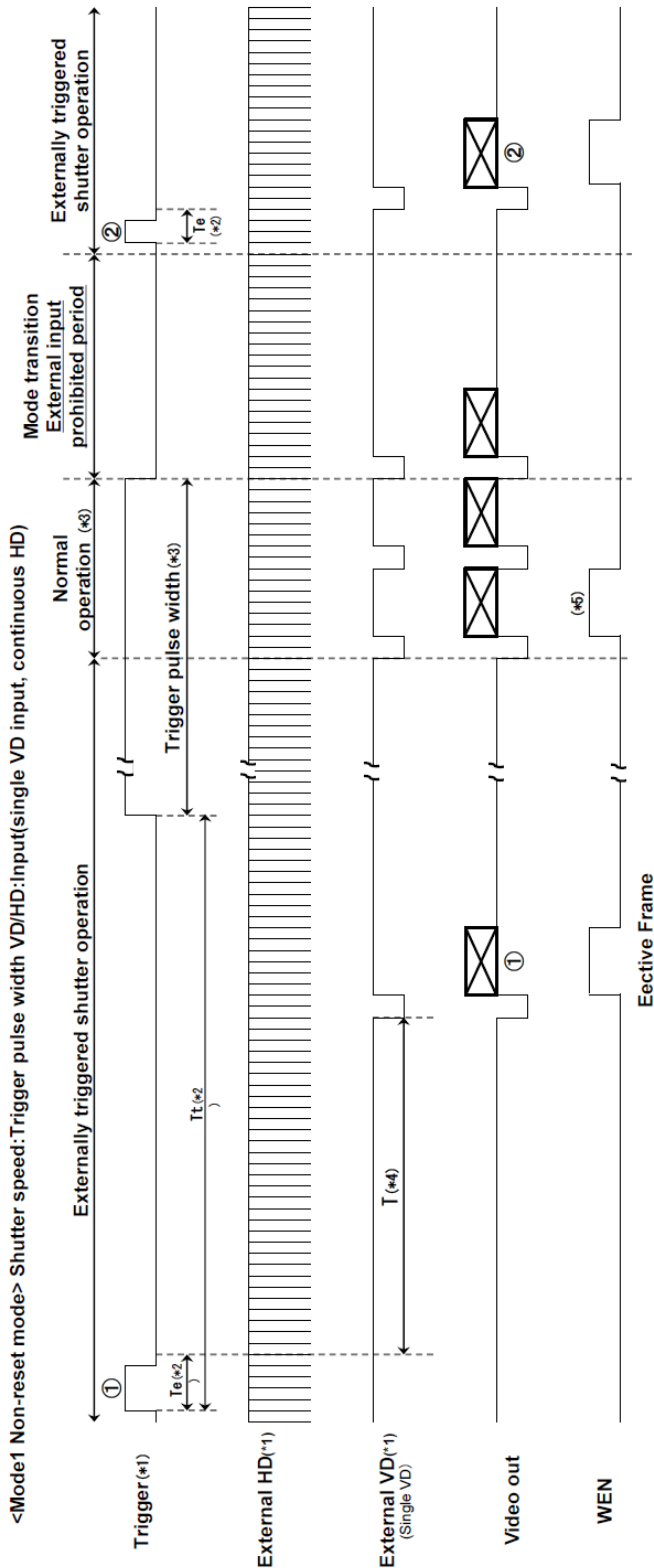 <Mode1 Non-reset mode> Shutter speed:Trigger pulse width VD/HD:Input(single VD input, continuous HD)
Externally triggered shutter operation
Normal
operation (*3)
Mode transition
External input
prohibited period
Externally triggered
shutter operation
Trigger(*1)
①
②
Te(*2
)
Tt(*2
)
Trigger pulse width(*3)
Te
(*2)
External HD(*1)
External VD(*1)
(Single VD)
T(*4)
Video out
①
②
WEN
(*5)
Eective Frame